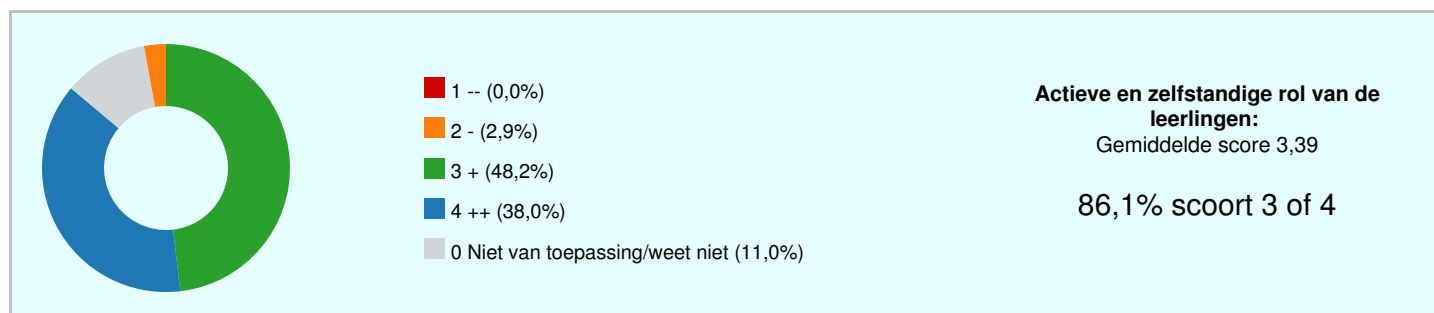 1 -- (0,0%)
2 - (2,9%)
3 + (48,2%)
4 ++ (38,0%)
0 Niet van toepassing/weet niet (11,0%)
Actieve en zelfstandige rol van de
leerlingen:
Gemiddelde score 3,39
86,1% scoort 3 of 4